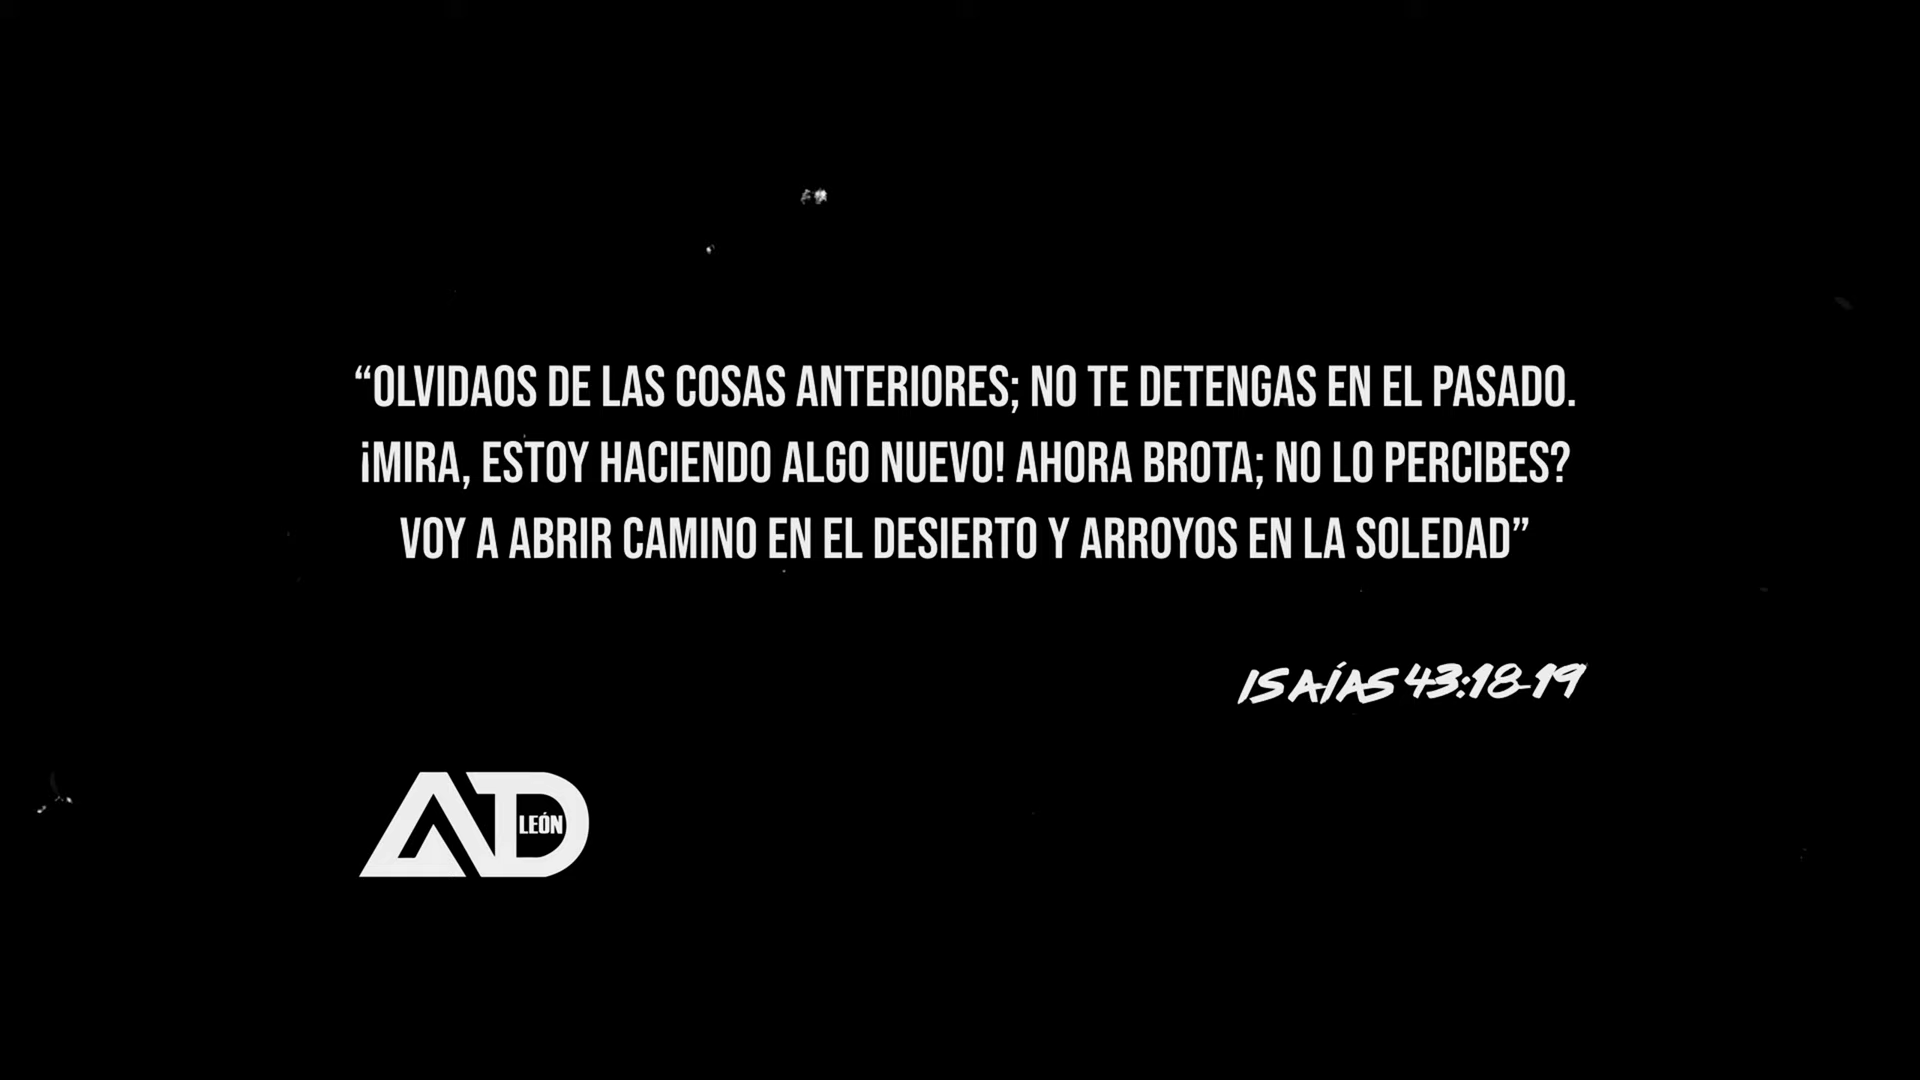 “OLVIDAOS DE LAS COSAS ANTERIORES; NO TE DETENGAS EN EL PASADO.
¡MIRA, ESTOY HACIENDO ALGO NUEVO! AHORA BROTA; NO LO PERCIBES?
VOY A ABRIR CAMINO EN EL DESIERTO Y ARROYOS EN LA SOLEDAD”
ISAÍAS 43:18-19
AD LEÓN